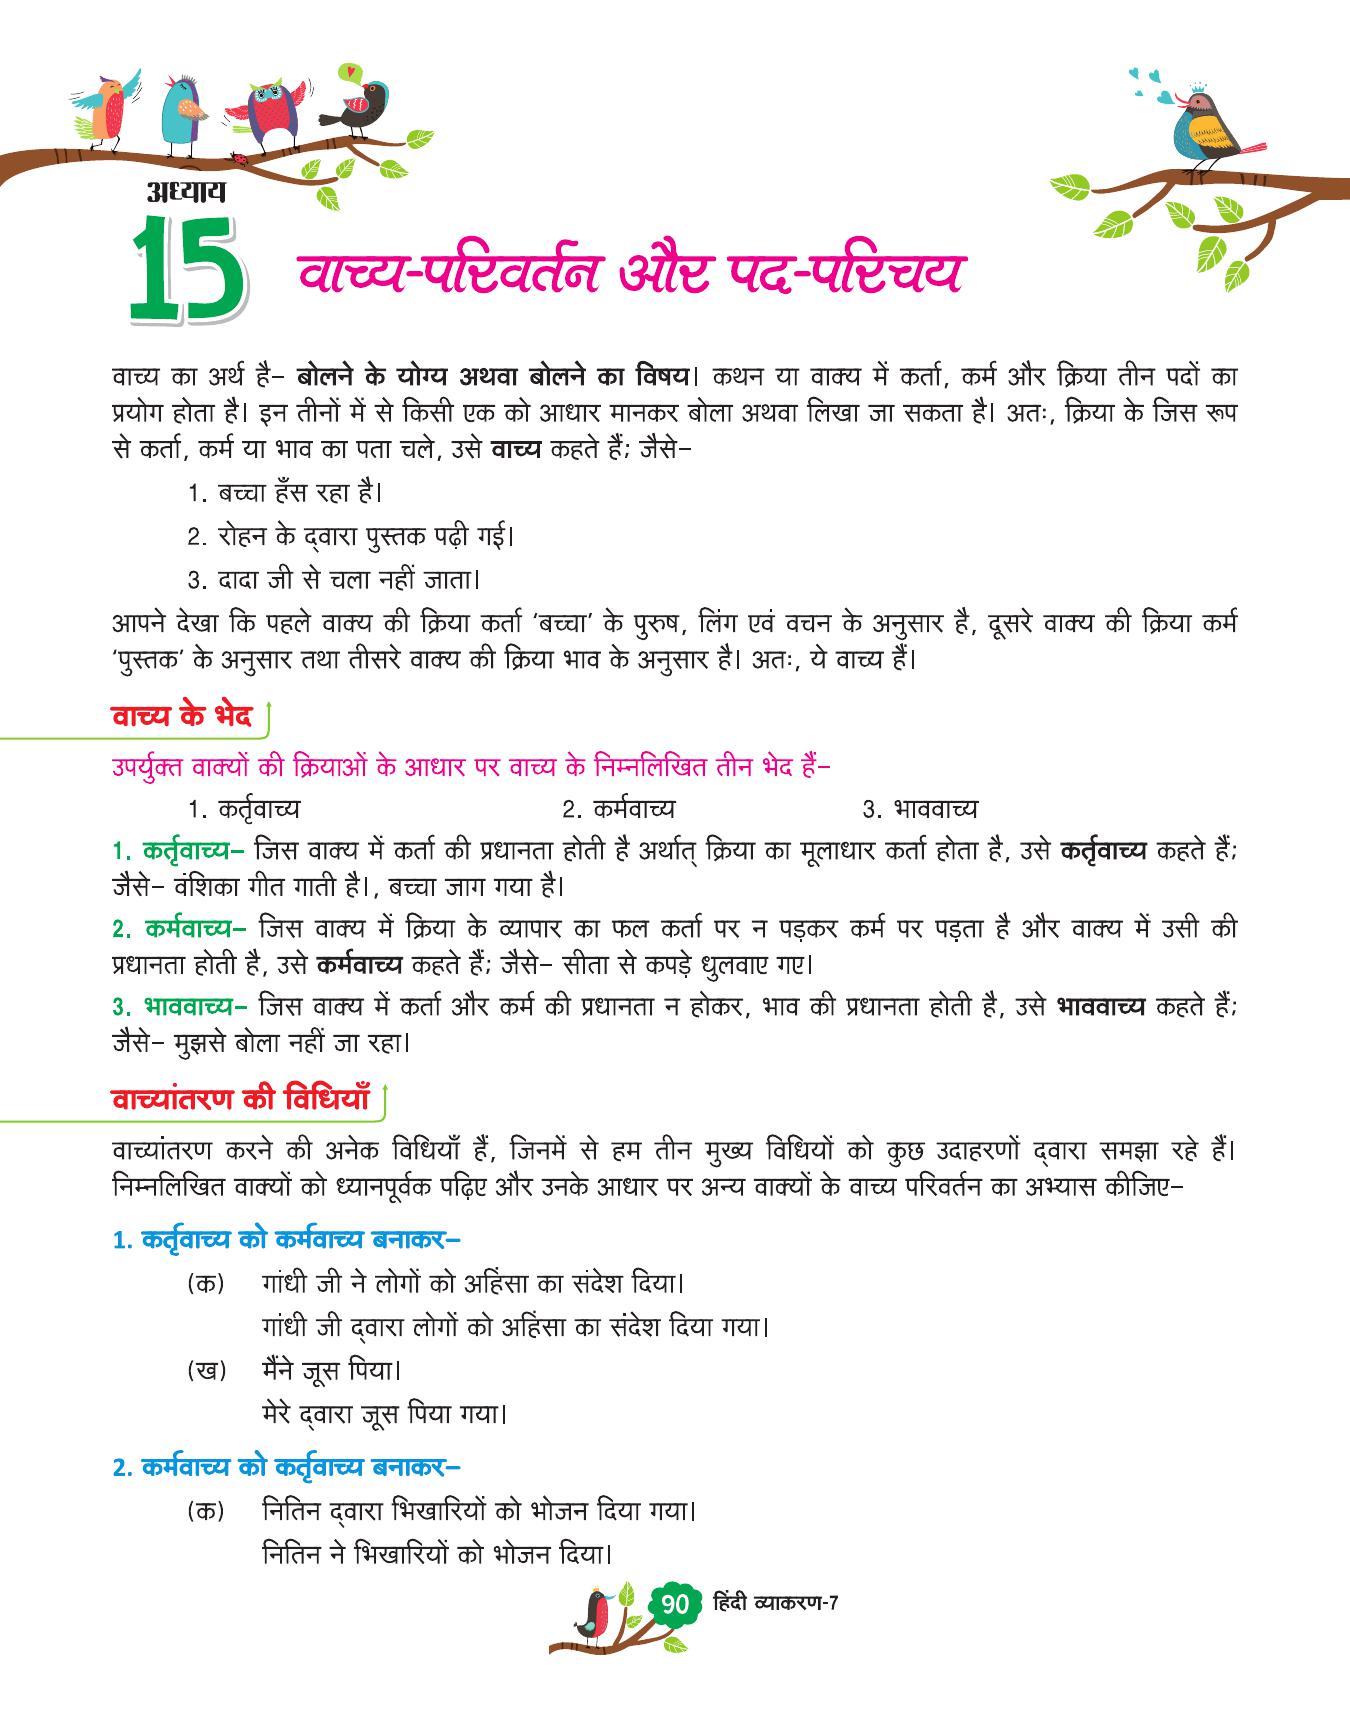 अध्याय
15
वाच्य-परिवर्तन और पद-परिचय
वाच्य का अर्थ है– बोलने के योग्य अथवा बोलने का विषय। कथन या वाक्य में कर्ता, कर्म और क्रिया तीन पदों का
प्रयोग होता है। इन तीनों में से किसी एक को आधार मानकर बोला अथवा लिखा जा सकता है। अतः, क्रिया के जिस रूप
से कर्ता, कर्म या भाव का पता चले, उसे वाच्य कहते हैं; जैसे–
1. बच्चा हँस रहा है।
2. रोहन के द्वारा पुस्तक पढ़ी गई।
3. दादा जी से चला नहीं जाता।
आपने देखा कि पहले वाक्य की क्रिया कर्ता ‘बच्चा’ के पुरुष, लिंग एवं वचन के अनुसार है, दूसरे वाक्य की क्रिया कर्म
‘पुस्तक’ के अनुसार तथा तीसरे वाक्य की क्रिया भाव के अनुसार है। अतः, ये वाच्य हैं।
वाच्य के भेद
उपर्युक्त वाक्यों की क्रियाओं के आधार पर वाच्य के निम्नलिखित तीन भेद हैं–
1. कर्तृवाच्य 2. कर्मवाच्य 3. भाववाच्य
1. कर्तृवाच्य– जिस वाक्य में कर्ता की प्रधानता होती है अर्थात् क्रिया का मूलाधार कर्ता होता है, उसे कर्तृवाच्य कहते हैं;
जैसे– वंशिका गीत गाती है।, बच्चा जाग गया है।
2. कर्मवाच्य– जिस वाक्य में क्रिया के व्यापार का फल कर्ता पर न पड़कर कर्म पर पड़ता है और वाक्य में उसी की
प्रधानता होती है, उसे कर्मवाच्य कहते हैं; जैसे– सीता से कपड़े धुलवाए गए।
3. भाववाच्य– जिस वाक्य में कर्ता और कर्म की प्रधानता न होकर, भाव की प्रधानता होती है, उसे भाववाच्य कहते हैं;
जैसे– मुझसे बोला नहीं जा रहा।
वाच्यांतरण की विधियाँ
वाच्यांतरण करने की अनेक विधियाँ हैं, जिनमें से हम तीन मुख्य विधियों को कुछ उदाहरणों द्वारा समझा रहे हैं।
निम्नलिखित वाक्यों को ध्यानपूर्वक पढ़िए और उनके आधार पर अन्य वाक्यों के वाच्य परिवर्तन का अभ्यास कीजिए–
1. कर्तृवाच्य को कर्मवाच्य बनाकर–
(क) गांधी जी ने लोगों को अहिंसा का संदेश दिया।
गांधी जी द्वारा लोगों को अहिंसा का संदेश दिया गया।
(ख) मैंने जूस पिया।
मेरे द्वारा जूस पिया गया।
2. कर्मवाच्य को कर्तृवाच्य बनाकर–
(क) नितिन द्वारा भिखारियों को भोजन दिया गया।
नितिन ने भिखारियों को भोजन दिया।
90 हिंदी व्याकरण-7